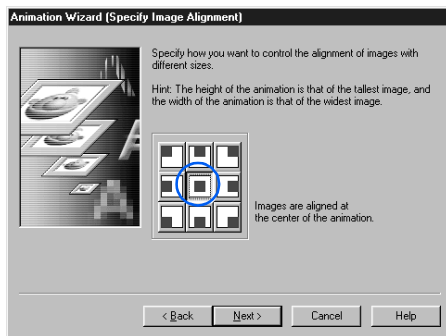 Animation Wizard (Specify Image Alignment)
Specify how you want to control the alignment of images with
different sizes.
Hint: The height of the animation is that of the tallest image, and
the width of the animation is that of the widest image.
Images are aligned at
the center of the animation.
< Back
Next >
Cancel
Help